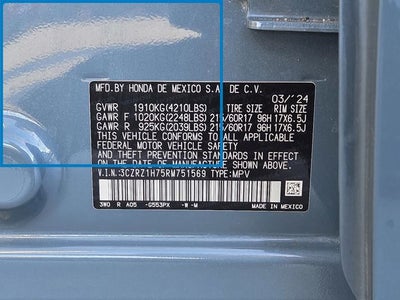 MFD. BY HONDA DE MEXICO S.A. DE C.V.
03/'24
GVWR 1910KG(4210LBS) TIRE SIZE RIM SIZE
GAWR F 1020KG(2248LBS) 215/60R17 96H 17X6.5J
GAWR R 925KG(2039LBS) 215/60R17 96H 17X6.5J
THIS VEHICLE CONFORMS TO ALL APPLICABLE
FEDERAL MOTOR VEHICLE SAFETY AND THEFT
PREVENTION STANDARDS IN EFFECT ON THE DATE
OF MANUFACTURE SHOWN ABOVE.
V.I.N.:3CZRZ1H75RM751569 TYPE:MPV
3W0 R A05 -G553PX -W -M
MADE IN MEXICO